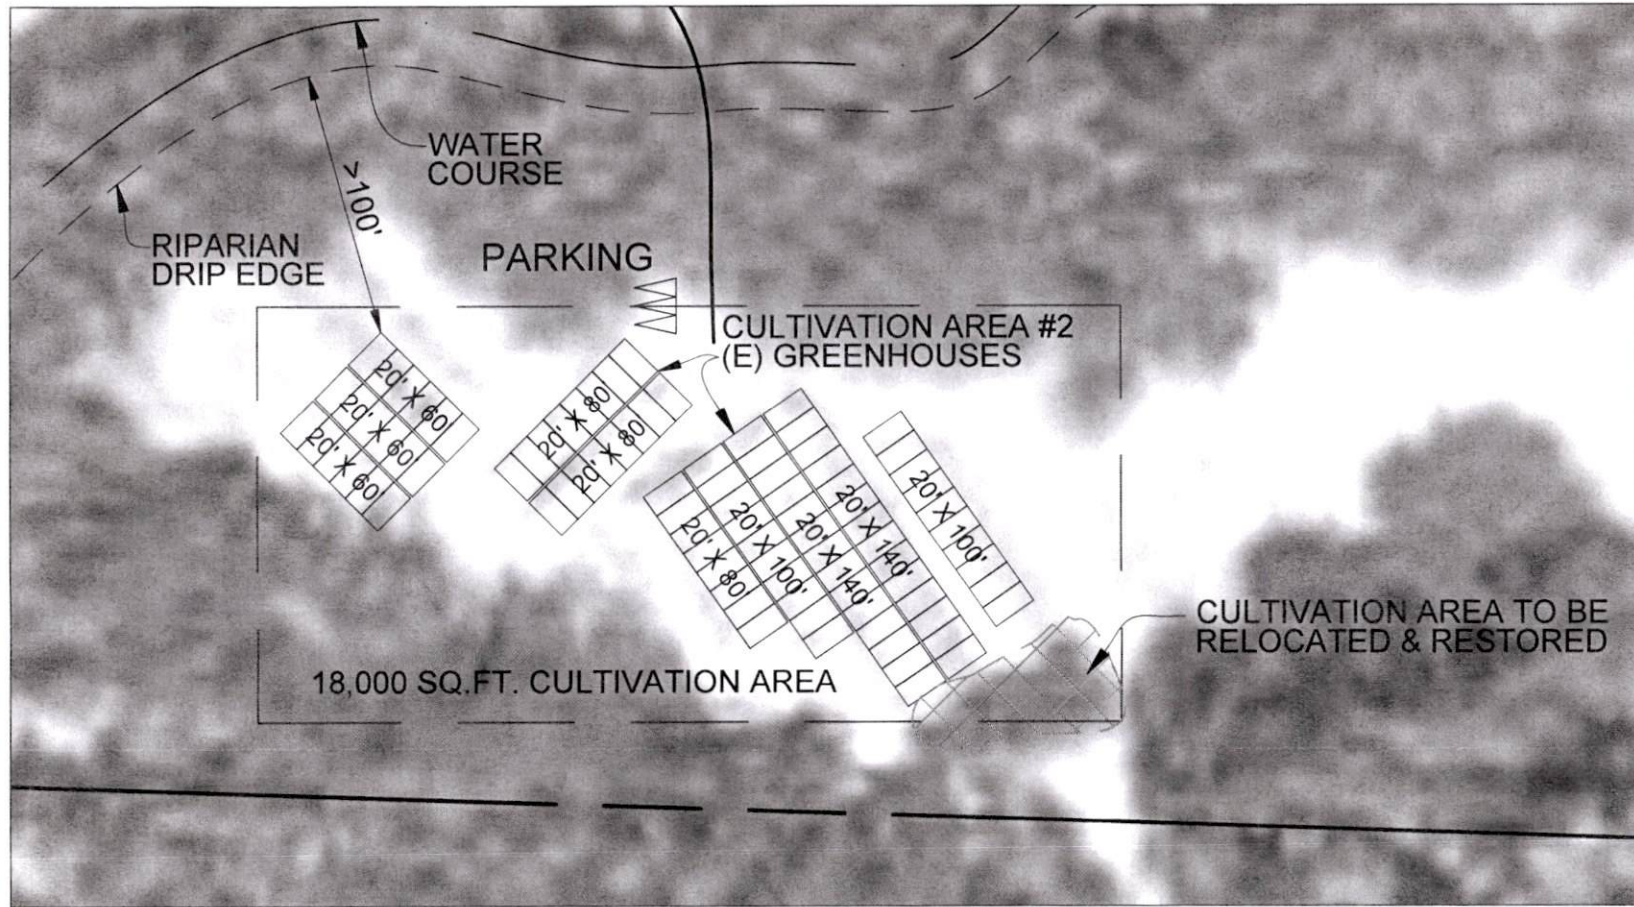 WATER
COURSE
>100'
RIPARIAN
DRIP EDGE
PARKING
CULTIVATION AREA #2
(E) GREENHOUSES
20' X 60'
20' X 60'
20' X 60'
20' X 80'
20' X 80'
20' X 80'
20' X 100'
20' X 140'
20' X 140'
20' X 100'
CULTIVATION AREA TO BE
RELOCATED & RESTORED
18,000 SQ.FT. CULTIVATION AREA